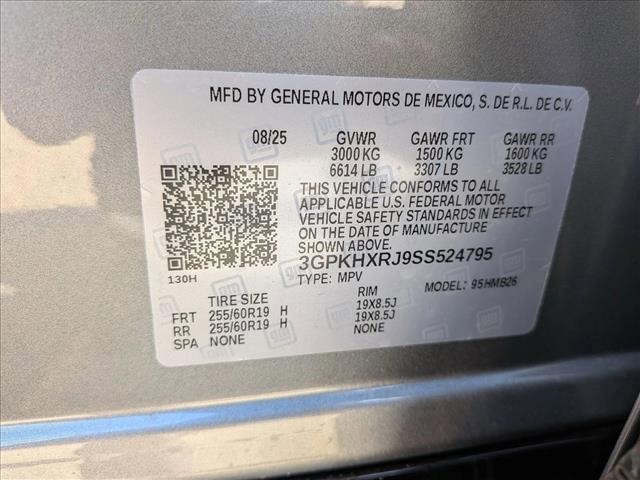 MFD BY GENERAL MOTORS DE MEXICO, S. DE R.L. DE C.V.
08/25 GVWR GAWR FRT GAWR RR
3000 KG 1500 KG 1600 KG
6614 LB 3307 LB 3528 LB
THIS VEHICLE CONFORMS TO ALL
APPLICABLE U.S. FEDERAL MOTOR
VEHICLE SAFETY STANDARDS IN EFFECT
ON THE DATE OF MANUFACTURE
SHOWN ABOVE.
3GPKHXRJ9SS524795
130H TYPE: MPV MODEL: 95HMB26
TIRE SIZE RIM
FRT 255/60R19 H 19X8.5J
RR 255/60R19 H 19X8.5J
SPA NONE NONE